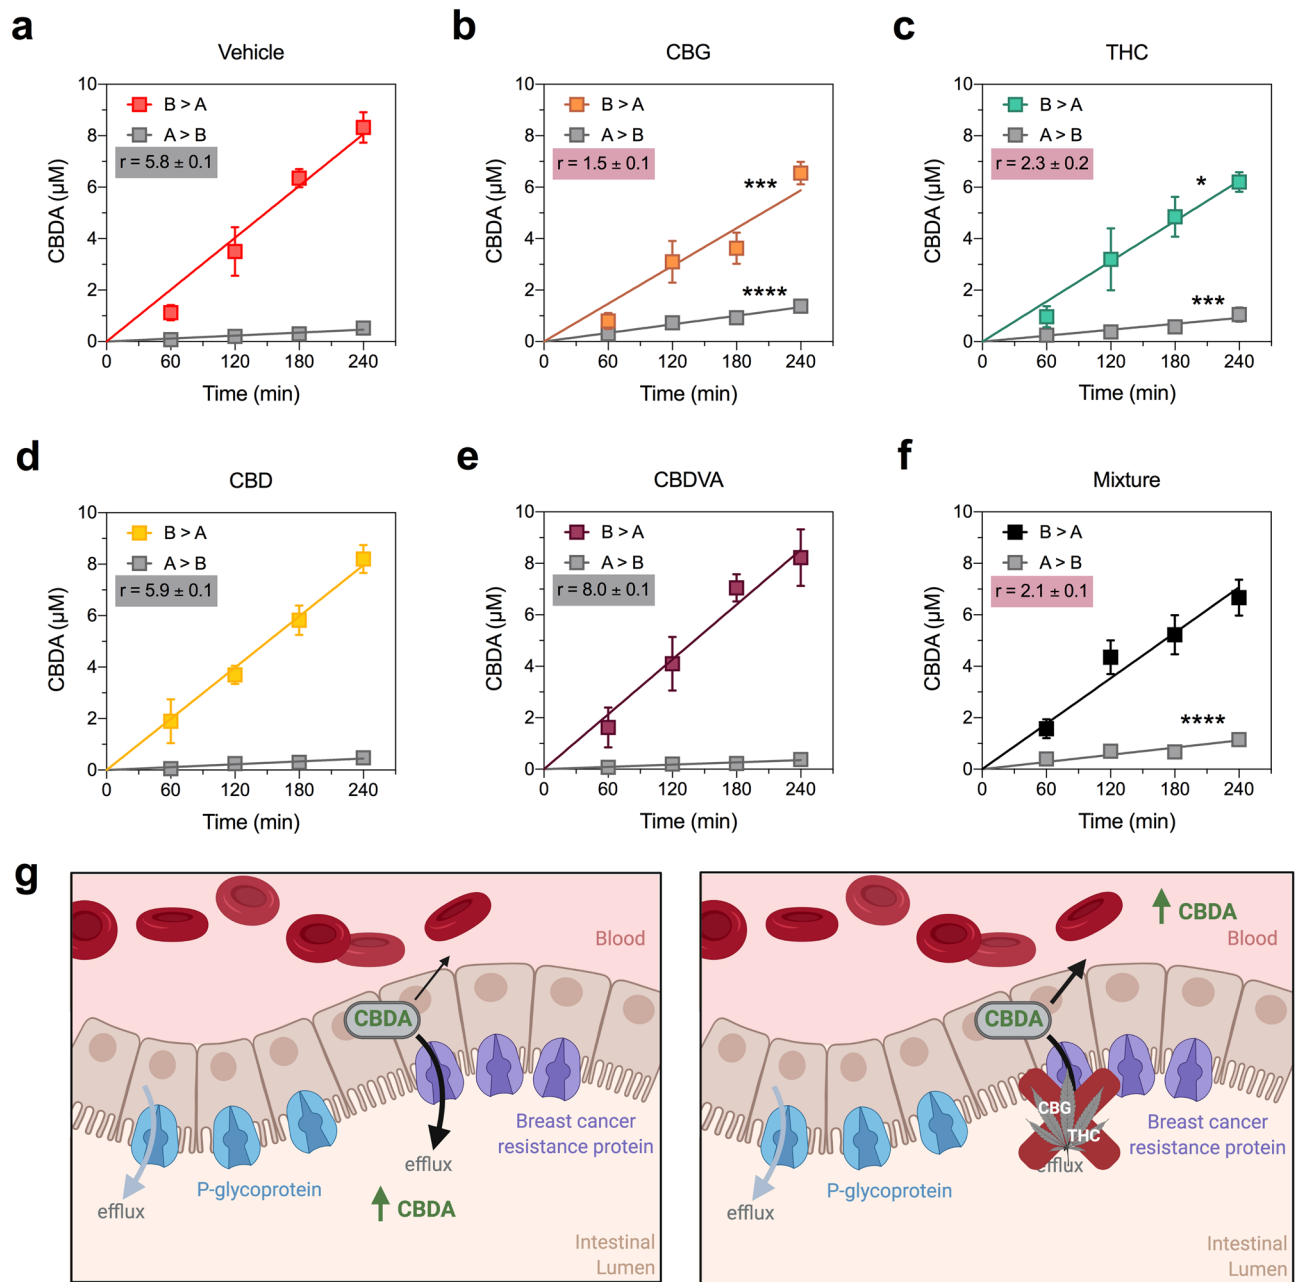 a
Vehicle
10
8
6
4
2
0
CBDA (μM)
B > A
A > B
r = 5.8 ± 0.1
0 60 120 180 240
Time (min)
b
CBG
10
8
6
4
2
0
CBDA (μM)
B > A
A > B
r = 1.5 ± 0.1
***
****
0 60 120 180 240
Time (min)
c
THC
10
8
6
4
2
0
CBDA (μM)
B > A
A > B
r = 2.3 ± 0.2
*
***
0 60 120 180 240
Time (min)
d
CBD
10
8
6
4
2
0
CBDA (μM)
B > A
A > B
r = 5.9 ± 0.1
0 60 120 180 240
Time (min)
e
CBDVA
10
8
6
4
2
0
CBDA (μM)
B > A
A > B
r = 8.0 ± 0.1
0 60 120 180 240
Time (min)
f
Mixture
10
8
6
4
2
0
CBDA (μM)
B > A
A > B
r = 2.1 ± 0.1
****
0 60 120 180 240
Time (min)
g
Blood
CBDA
Breast cancer
resistance protein
efflux
P-glycoprotein
CBDA
efflux
Intestinal
Lumen
CBDA
Blood
CBDA
CBG
THC
Breast cancer
resistance protein
efflux
P-glycoprotein
efflux
Intestinal
Lumen